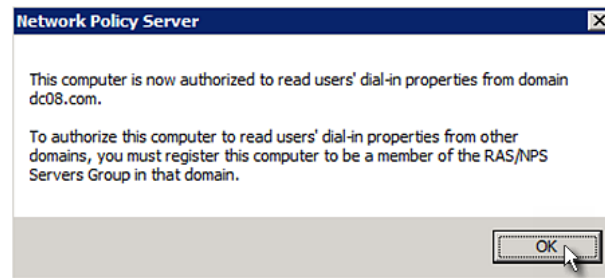 Network Policy Server
This computer is now authorized to read users' dial-in properties from domain
dc08.com.
To authorize this computer to read users' dial-in properties from other
domains, you must register this computer to be a member of the RAS/NPS
Servers Group in that domain.
OK